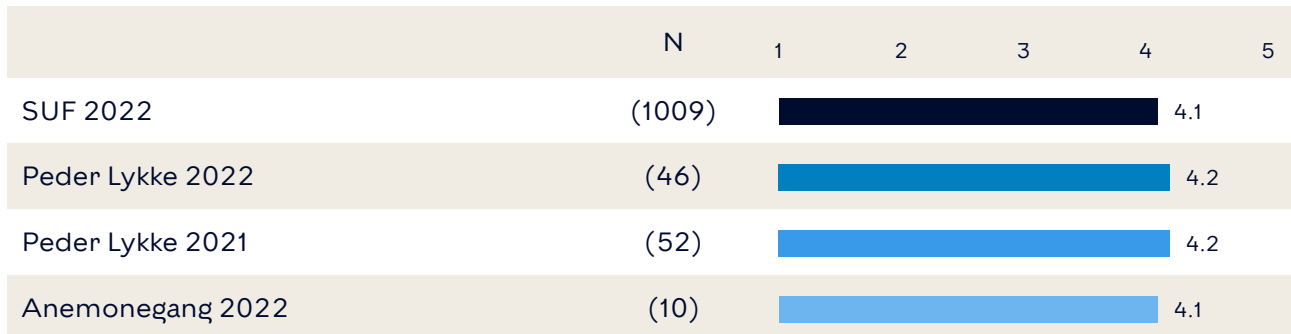 N 1 2 3 4 5
SUF 2022 (1009) 4.1
Peder Lykke 2022 (46) 4.2
Peder Lykke 2021 (52) 4.2
Anemonegang 2022 (10) 4.1